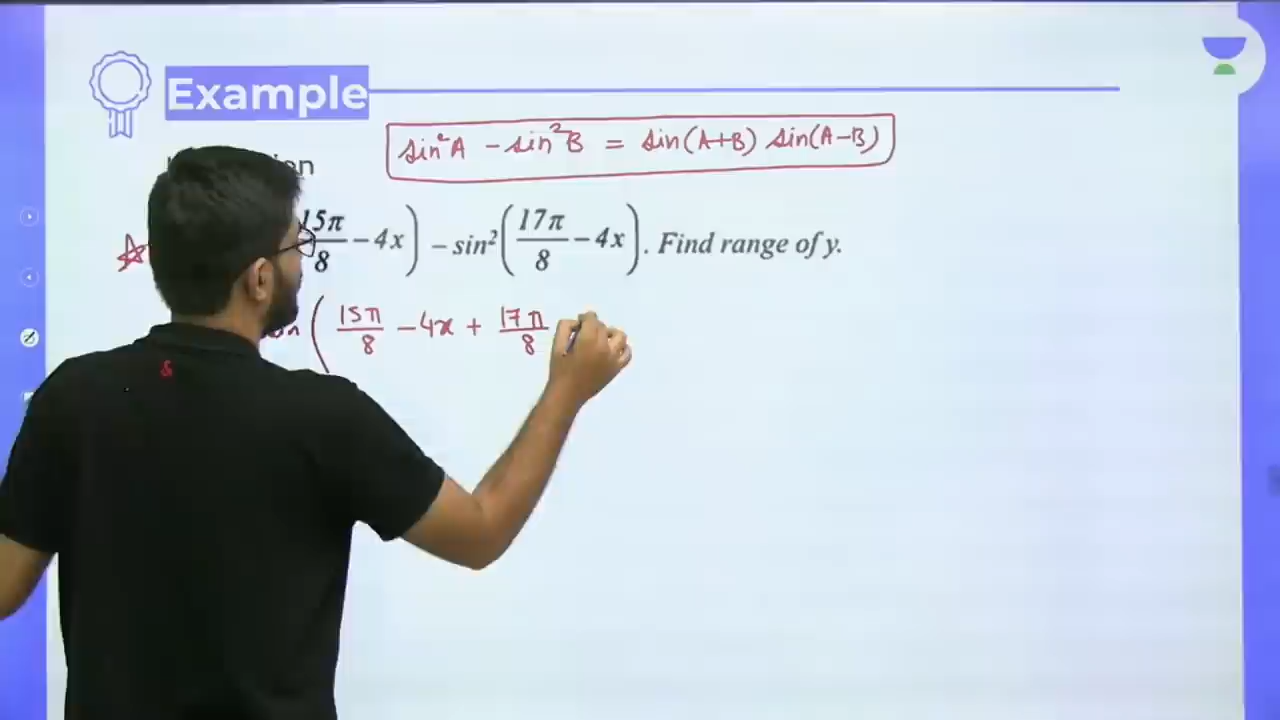 Example
sin²A - sin²B = sin(A+B) sin(A-B)
15π/8 - 4x) - sin²(17π/8 - 4x). Find range of y.
(15π/8 - 4x + 17π/8